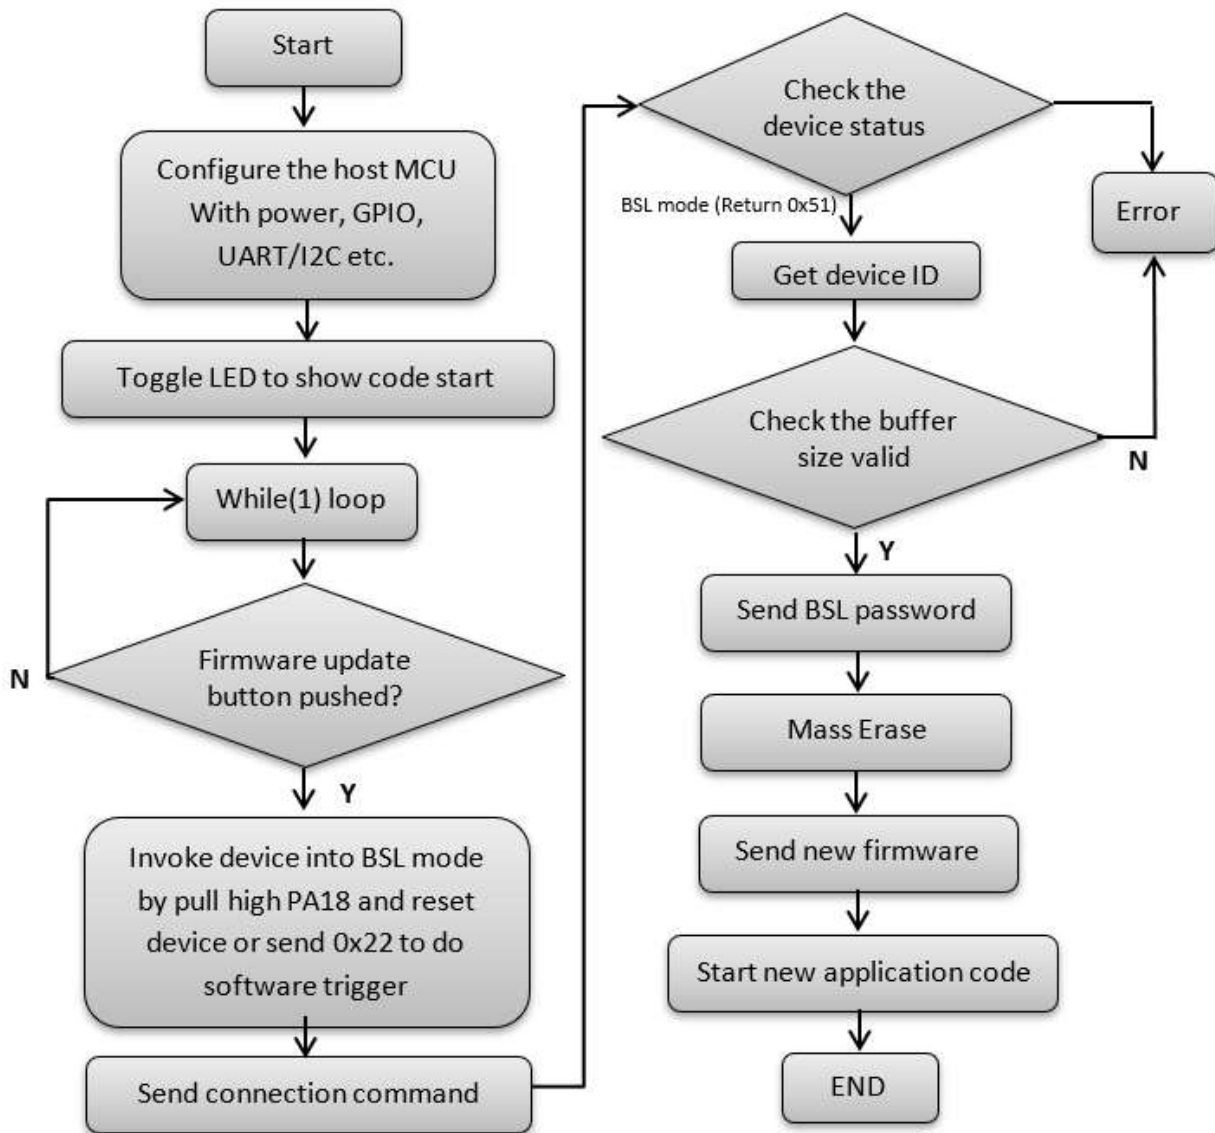 Start
Configure the host MCU
With power, GPIO,
UART/I2C etc.
Toggle LED to show code start
While(1) loop
Firmware update
button pushed?
N
Y
Invoke device into BSL mode
by pull high PA18 and reset
device or send 0x22 to do
software trigger
Send connection command
Check the
device status
BSL mode (Return 0x51)
Error
Get device ID
Check the buffer
size valid
N
Y
Send BSL password
Mass Erase
Send new firmware
Start new application code
END